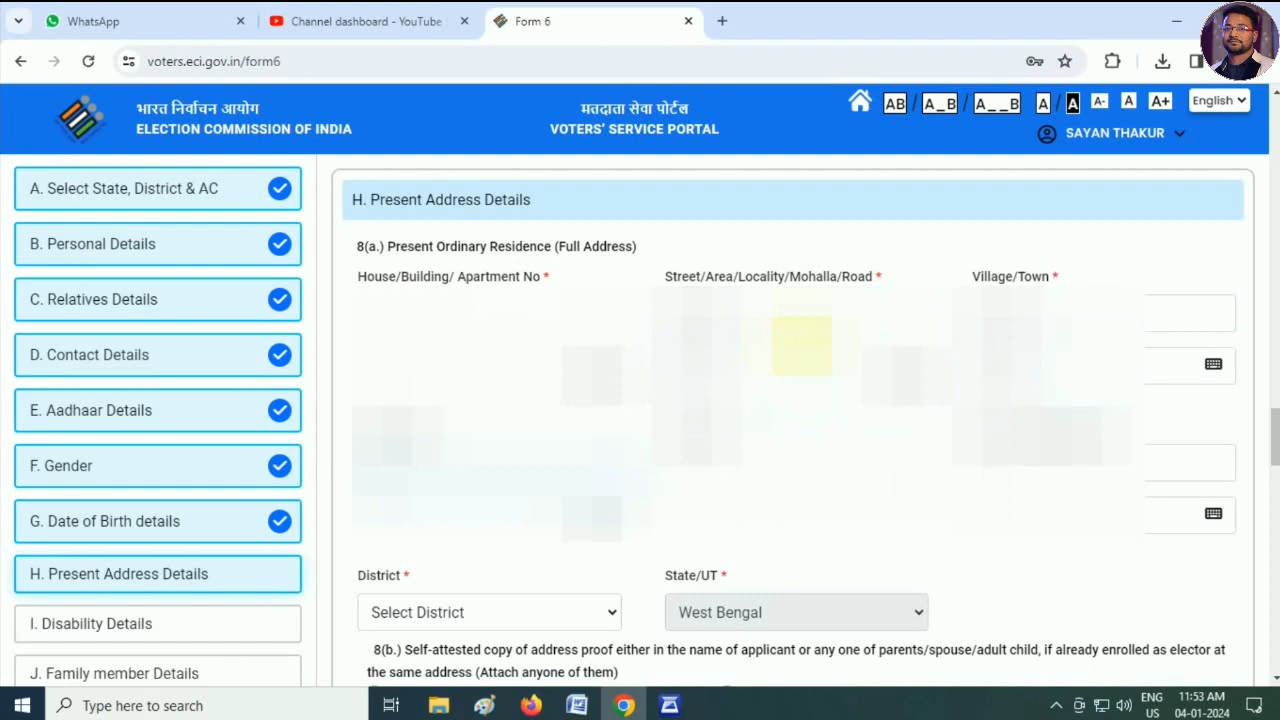 WhatsApp
Channel dashboard - YouTube
Form 6
voters.eci.gov.in/form6
भारत निर्वाचन आयोग
ELECTION COMMISSION OF INDIA
मतदाता सेवा पोर्टल
VOTERS' SERVICE PORTAL
AB / A_B / A__B A / A A- A A+ English
SAYAN THAKUR
A. Select State, District & AC
B. Personal Details
C. Relatives Details
D. Contact Details
E. Aadhaar Details
F. Gender
G. Date of Birth details
H. Present Address Details
I. Disability Details
J. Family member Details
H. Present Address Details
8(a.) Present Ordinary Residence (Full Address)
House/Building/ Apartment No * Street/Area/Locality/Mohalla/Road * Village/Town *
District * State/UT *
Select District West Bengal
8(b.) Self-attested copy of address proof either in the name of applicant or any one of parents/spouse/adult child, if already enrolled as elector at
the same address (Attach anyone of them)
Type here to search
ENG
US
11:53 AM
04-01-2024